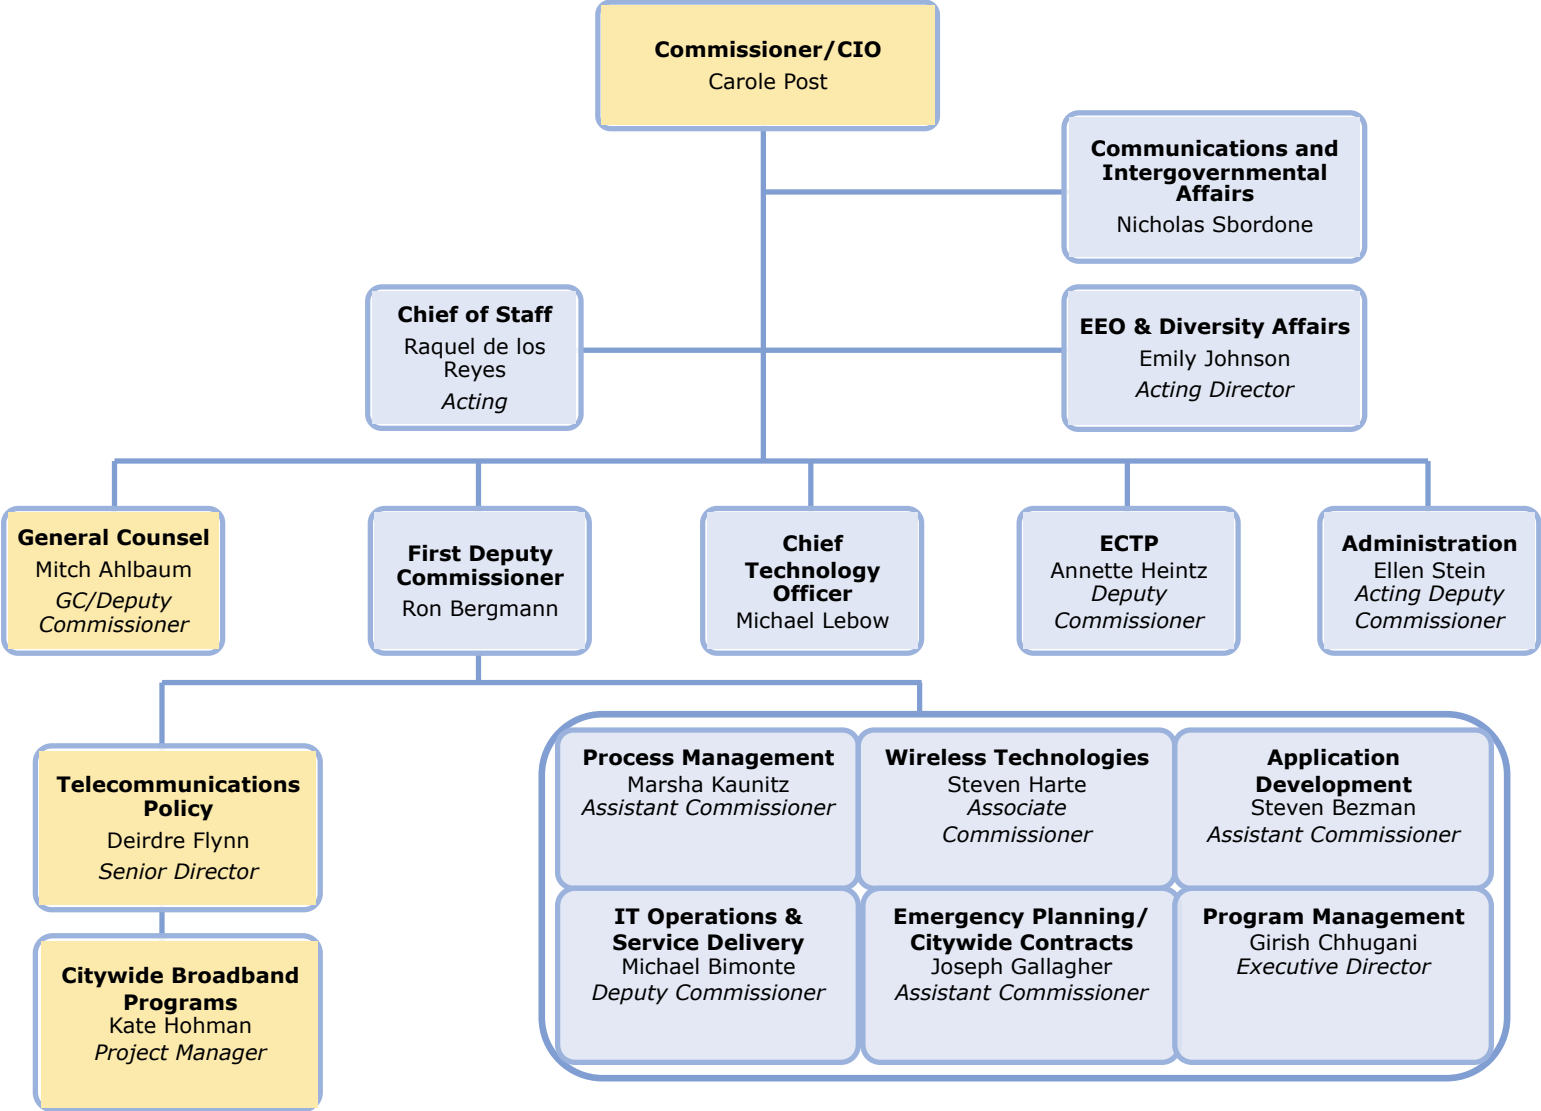 Commissioner/CIO
Carole Post
Communications and
Intergovernmental
Affairs
Nicholas Sbordone
Chief of Staff
Raquel de los
Reyes
Acting
EEO & Diversity Affairs
Emily Johnson
Acting Director
General Counsel
Mitch Ahlbaum
GC/Deputy
Commissioner
First Deputy
Commissioner
Ron Bergmann
Chief
Technology
Officer
Michael Lebow
ECTP
Annette Heintz
Deputy
Commissioner
Administration
Ellen Stein
Acting Deputy
Commissioner
Telecommunications
Policy
Deirdre Flynn
Senior Director
Citywide Broadband
Programs
Kate Hohman
Project Manager
Process Management
Marsha Kaunitz
Assistant Commissioner
Wireless Technologies
Steven Harte
Associate
Commissioner
Application
Development
Steven Bezman
Assistant Commissioner
IT Operations &
Service Delivery
Michael Bimonte
Deputy Commissioner
Emergency Planning/
Citywide Contracts
Joseph Gallagher
Assistant Commissioner
Program Management
Girish Chhugani
Executive Director